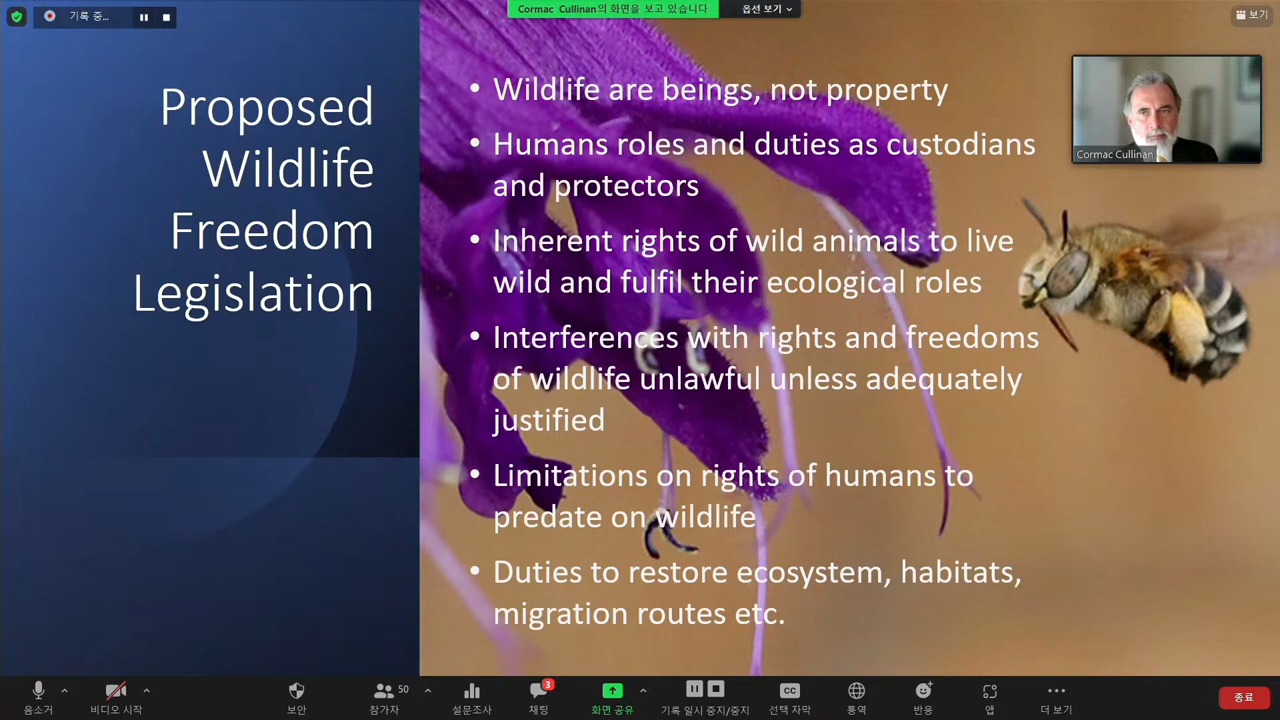 기록 중...
Cormac Cullinan의 화면을 보고 있습니다
옵션 보기
보기
Proposed
Wildlife
Freedom
Legislation
• Wildlife are beings, not property
• Humans roles and duties as custodians
and protectors
• Inherent rights of wild animals to live
wild and fulfil their ecological roles
• Interferences with rights and freedoms
of wildlife unlawful unless adequately
justified
• Limitations on rights of humans to
predate on wildlife
• Duties to restore ecosystem, habitats,
migration routes etc.
Cormac Cullinan
음소거
비디오 시작
보안
50
참가자
설문조사
3
채팅
화면 공유
기록 일시 중지/중지
CC
선택 자막
통역
반응
앱
더 보기
종료